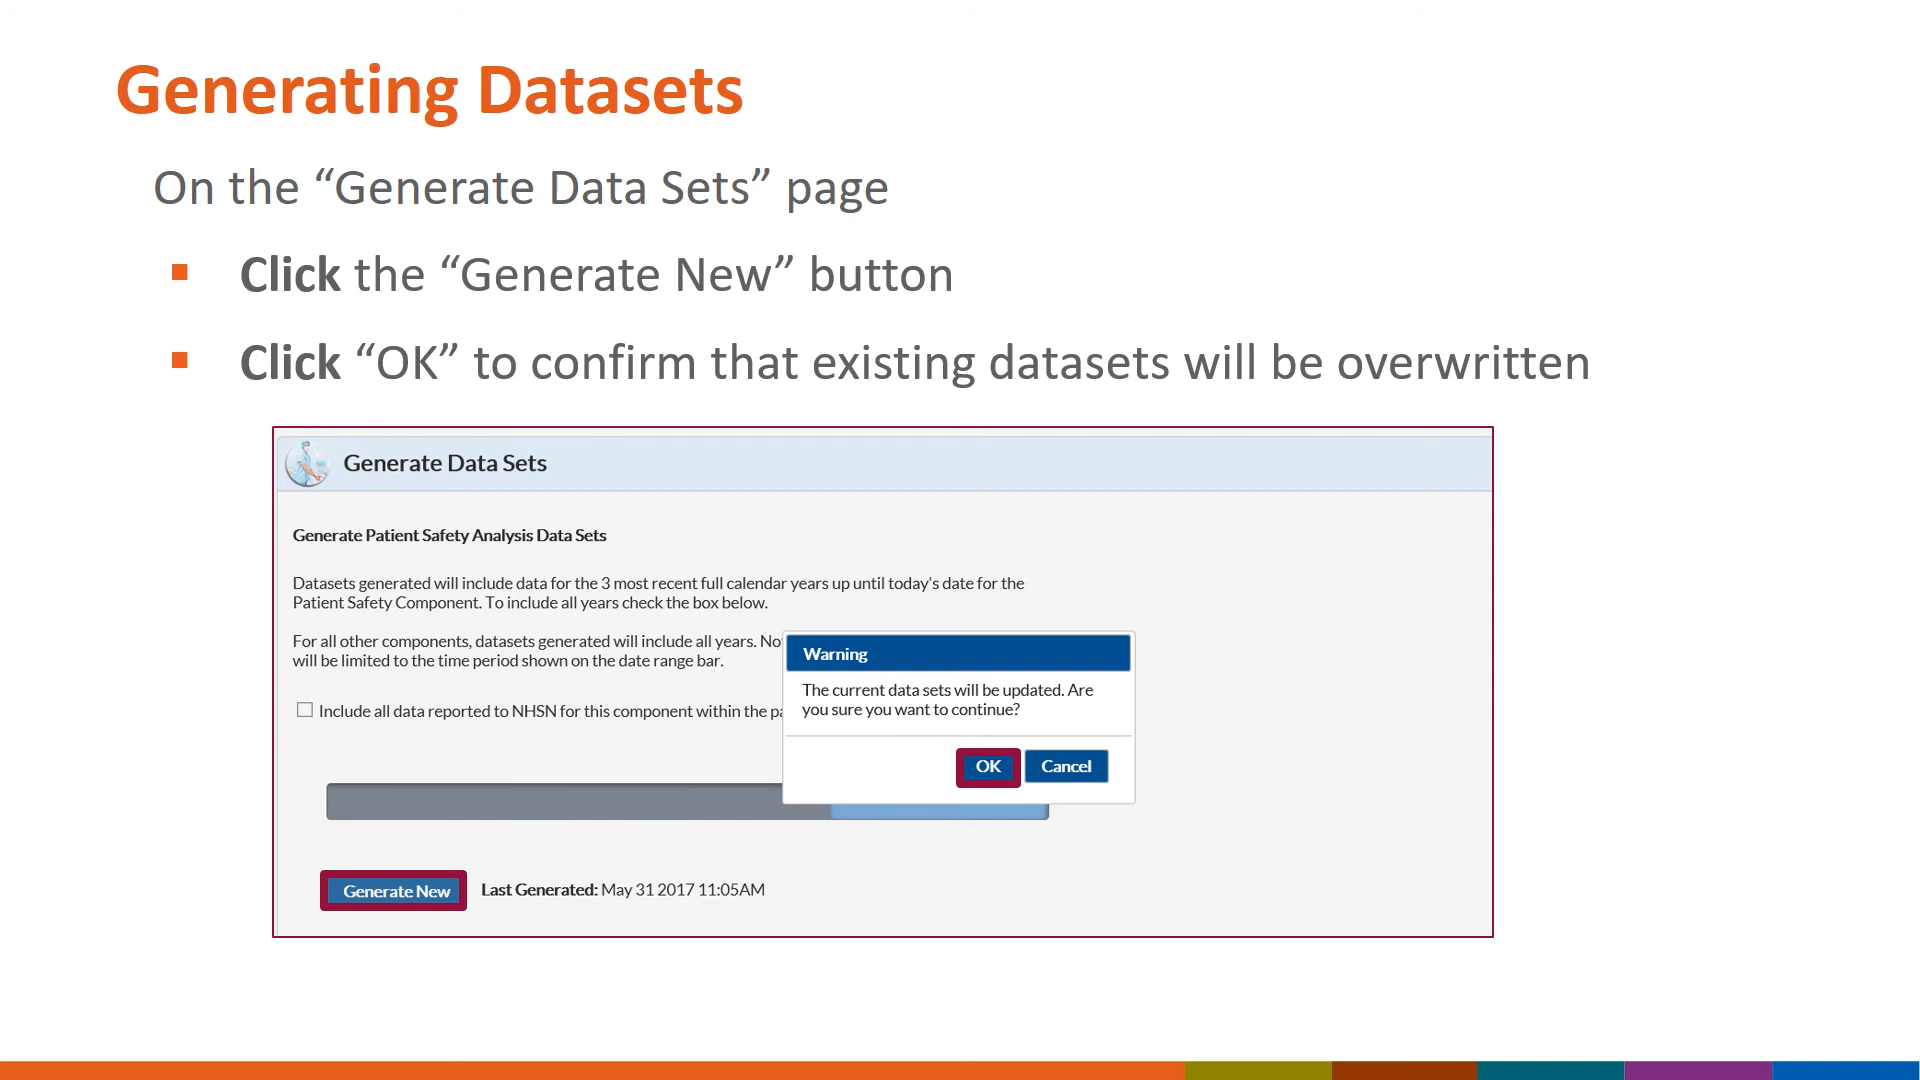 Generating Datasets
On the “Generate Data Sets” page
Click the “Generate New” button
Click “OK” to confirm that existing datasets will be overwritten
Generate Data Sets
Generate Patient Safety Analysis Data Sets
Datasets generated will include data for the 3 most recent full calendar years up until today's date for the
Patient Safety Component. To include all years check the box below.
For all other components, datasets generated will include all years. No
will be limited to the time period shown on the date range bar.
Include all data reported to NHSN for this component within the pa
Warning
The current data sets will be updated. Are
you sure you want to continue?
OK Cancel
Generate New Last Generated: May 31 2017 11:05AM